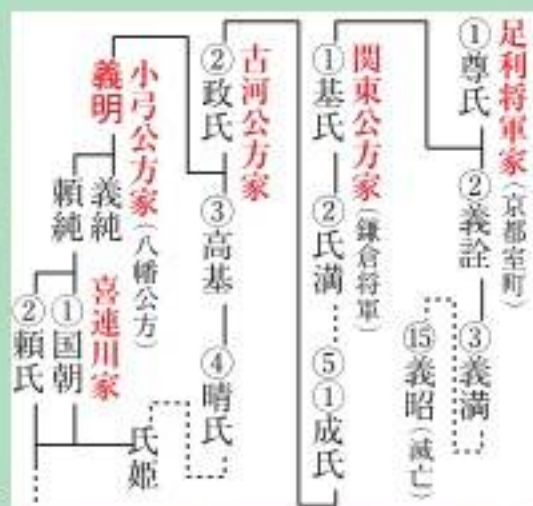 足利将軍家(京都室町)
①尊氏
②義詮
③義満
⑮義昭(滅亡)
関東公方家(鎌倉将軍)
①基氏
②氏満
⑤①成氏
古河公方家
②政氏
③高基
④晴氏
氏姫
小弓公方家(八幡公方)
義明
義純
頼純
喜連川家
①国朝
②頼氏